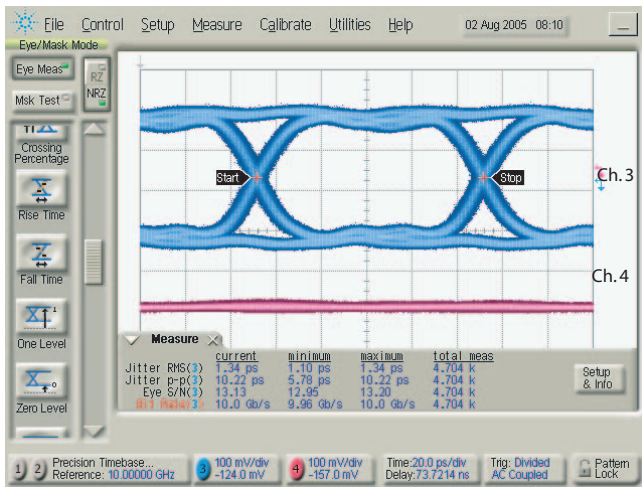 File Control Setup Measure Calibrate Utilities Help 02 Aug 2005 08:10
Eye/Mask Mode
Eye Meas
RZ
NRZ
Msk Test
Crossing Percentage
Rise Time
Fall Time
One Level
Zero Level
Start
Stop
Ch.3
Ch.4
Measure
current minimum maximum total meas
Jitter RMS(3) 1.34 ps 1.10 ps 1.34 ps 4.704 k
Jitter p-p(3) 10.22 ps 5.78 ps 10.22 ps 4.704 k
Eye S/N(3) 13.13 12.95 13.20 4.704 k
Bit Rate(3) 10.0 Gb/s 9.96 Gb/s 10.0 Gb/s 4.704 k
Setup & Info
1 2 Precision Timebase... Reference: 10.00000 GHz
3 100 mV/div -124.0 mV
4 100 mV/div -157.0 mV
Time:20.0 ps/div Delay:73.7214 ns
Trig: Divided AC Coupled
Pattern Lock